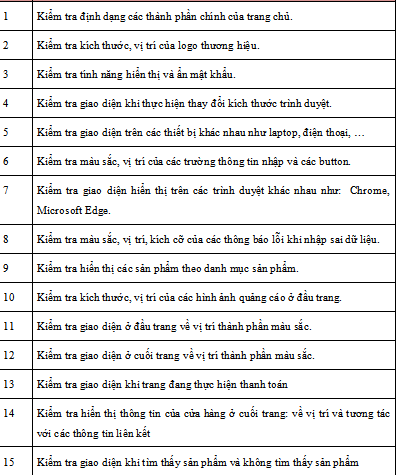 1 Kiểm tra định dạng các thành phần chính của trang chủ.
2 Kiểm tra kích thước, vị trí của logo thương hiệu.
3 Kiểm tra tính năng hiển thị và ẩn mật khẩu.
4 Kiểm tra giao diện khi thực hiện thay đổi kích thước trình duyệt.
5 Kiểm tra giao diện trên các thiết bị khác nhau như laptop, điện thoại, …
6 Kiểm tra màu sắc, vị trí của các trường thông tin nhập và các button.
7 Kiểm tra giao diện hiển thị trên các trình duyệt khác nhau như: Chrome,
Microsoft Edge.
8 Kiểm tra màu sắc, vị trí, kích cỡ của các thông báo lỗi khi nhập sai dữ liệu.
9 Kiểm tra hiển thị các sản phẩm theo danh mục sản phẩm.
10 Kiểm tra kích thước, vị trí của các hình ảnh quảng cáo ở đầu trang.
11 Kiểm tra giao diện ở đầu trang về vị trí thành phần màu sắc.
12 Kiểm tra giao diện ở cuối trang về vị trí thành phần màu sắc.
13 Kiểm tra giao diện khi trang đang thực hiện thanh toán
14 Kiểm tra hiển thị thông tin của cửa hàng ở cuối trang: về vị trí và tương tác
với các thông tin liên kết
15 Kiểm tra giao diện khi tìm thấy sản phẩm và không tìm thấy sản phẩm